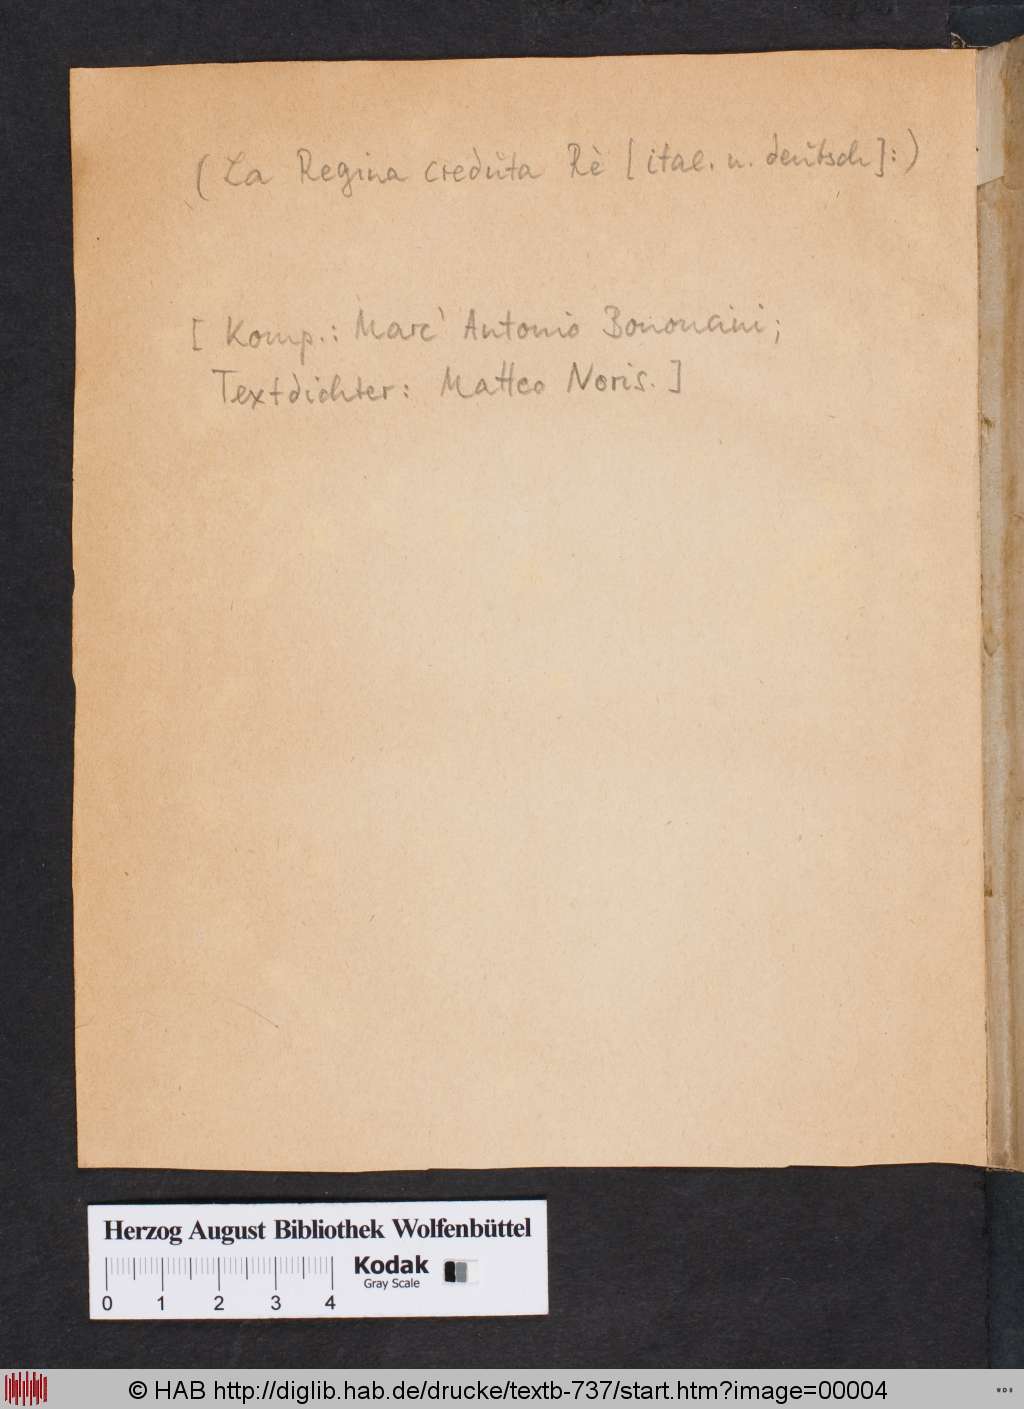 (La Regina creduta Rè [ital. u. deutsch]:)
[Komp.: Marc' Antonio Bononcini;
Textdichter: Matteo Noris.]
Herzog August Bibliothek Wolfenbüttel
Kodak
Gray Scale
0 1 2 3 4
© HAB http://diglib.hab.de/drucke/textb-737/start.htm?image=00004